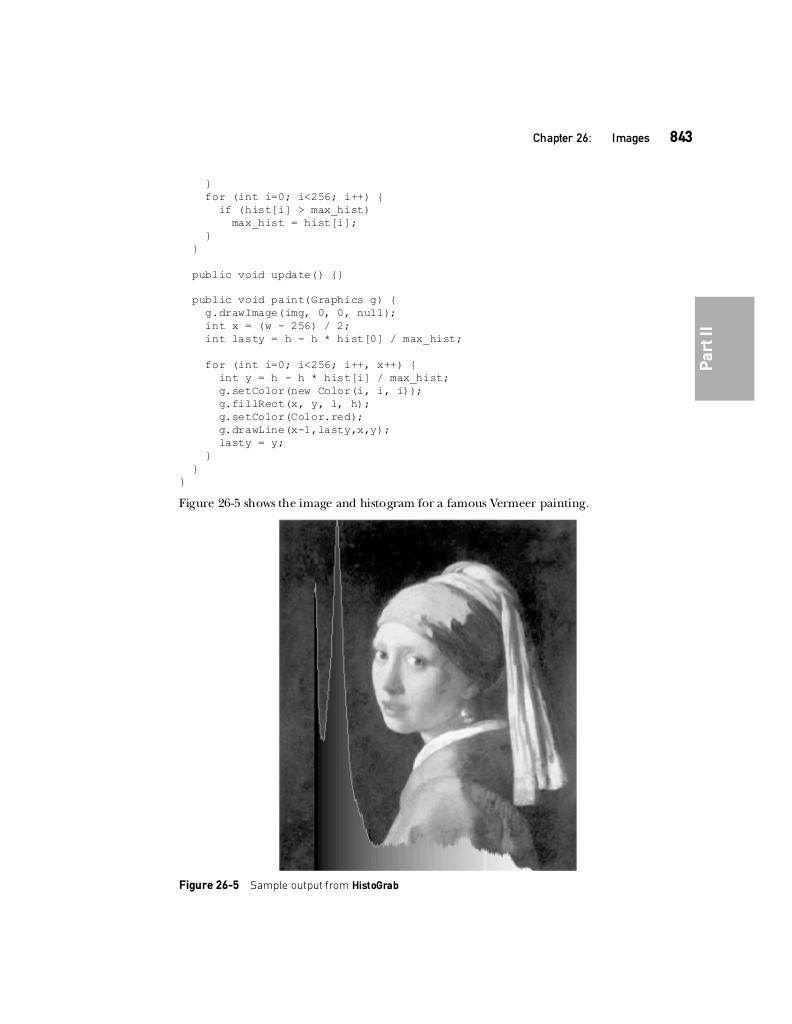 Chapter 26: Images 843
}
for (int i=0; i<256; i++) {
if (hist[i] > max_hist)
max_hist = hist[i];
}
}
public void update() {}
public void paint(Graphics g) {
g.drawImage(img, 0, 0, null);
int x = (w - 256) / 2;
int lasty = h - h * hist[0] / max_hist;
for (int i=0; i<256; i++, x++) {
int y = h - h * hist[i] / max_hist;
g.setColor(new Color(i, i, i));
g.fillRect(x, y, 1, h);
g.setColor(Color.red);
g.drawLine(x-1,lasty,x,y);
lasty = y;
}
}
}
Part II
Figure 26-5 shows the image and histogram for a famous Vermeer painting.
Figure 26-5 Sample output from HistoGrab